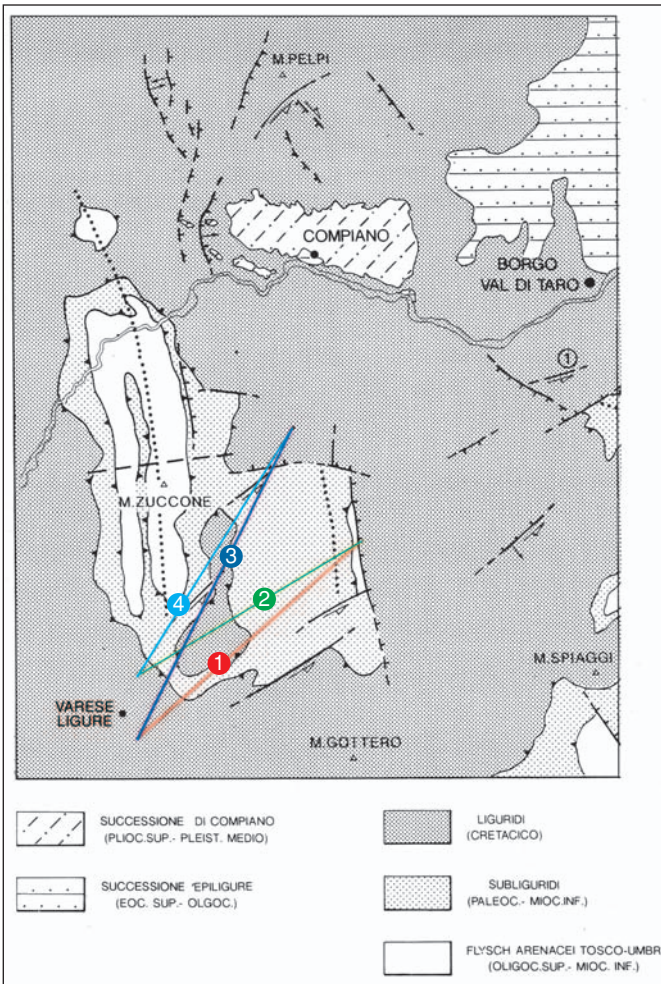 M.PELPI
COMPIANO
BORGO
VAL DI TARO
1
M.ZUCCONE
3
2
4
1
M.SPIAGGI
VARESE
LIGURE
M.GOTTERO
SUCCESSIONE DI COMPIANO
(PLIOC.SUP.- PLEIST. MEDIO)
LIGURIDI
(CRETACICO)
SUCCESSIONE EPILIGURE
(EOC. SUP.- OLGOC.)
SUBLIGURIDI
(PALEOC.- MIOC.INF.)
FLYSCH ARENACEI TOSCO-UMBR
(OLIGOC.SUP.- MIOC. INF.)